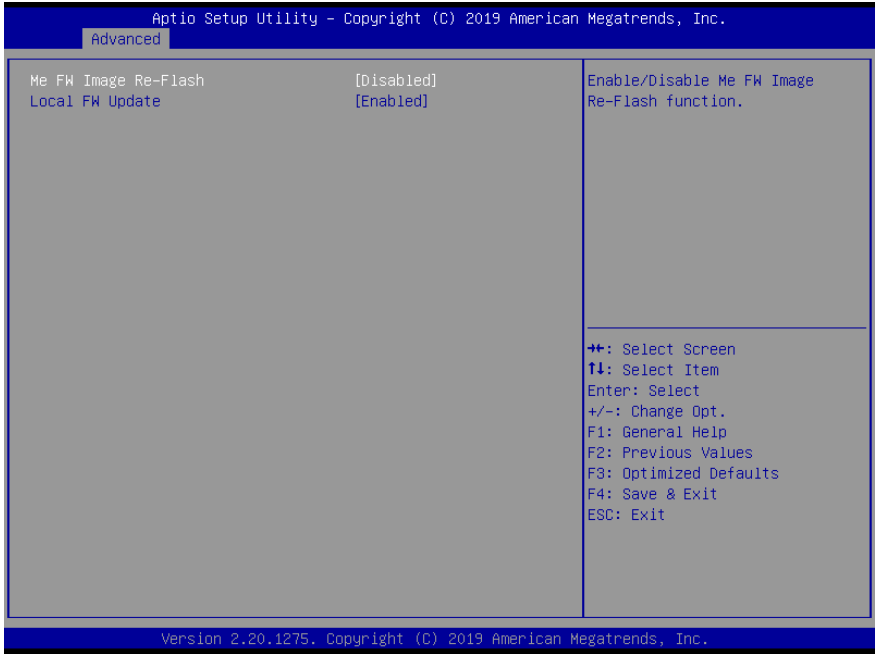 Aptio Setup Utility – Copyright (C) 2019 American Megatrends, Inc.
Advanced
Me FW Image Re-Flash [Disabled]
Local FW Update [Enabled]
Enable/Disable Me FW Image
Re-Flash function.
→←: Select Screen
↑↓: Select Item
Enter: Select
+/-: Change Opt.
F1: General Help
F2: Previous Values
F3: Optimized Defaults
F4: Save & Exit
ESC: Exit
Version 2.20.1275. Copyright (C) 2019 American Megatrends, Inc.